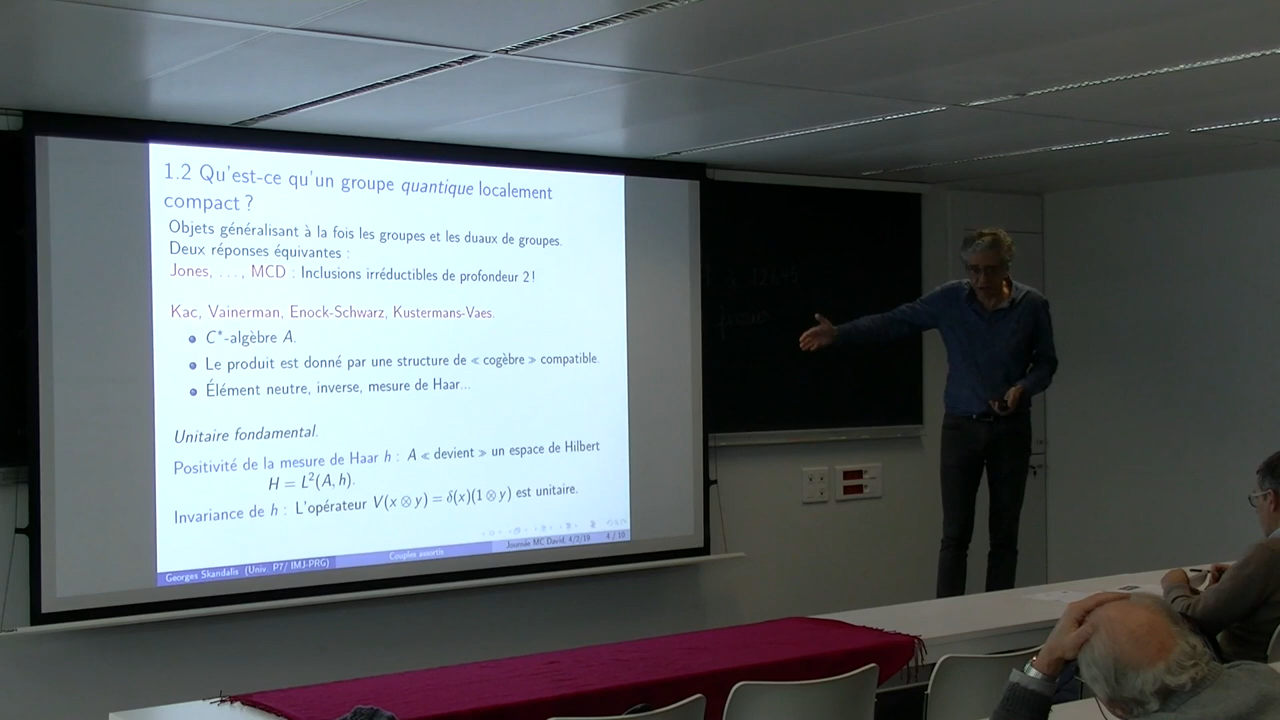 1.2 Qu'est-ce qu'un groupe quantique localement
compact ?
Objets généralisant à la fois les groupes et les duaux de groupes.
Deux réponses équivalentes :
Jones, ..., MCD : Inclusions irréductibles de profondeur 2!
Kac, Vainerman, Enock-Schwarz, Kustermans-Vaes.
C*-algèbre A.
Le produit est donné par une structure de « cogèbre » compatible.
Élément neutre, inverse, mesure de Haar...
Unitaire fondamental.
Positivité de la mesure de Haar h : A « devient » un espace de Hilbert
H = L²(A, h).
Invariance de h : L'opérateur V(x ⊗ y) = δ(x)(1 ⊗ y) est unitaire.
Georges Skandalis (Univ. P7/ IMJ-PRG) Couples assortis Journée MC David, 4/2/19 4 / 10